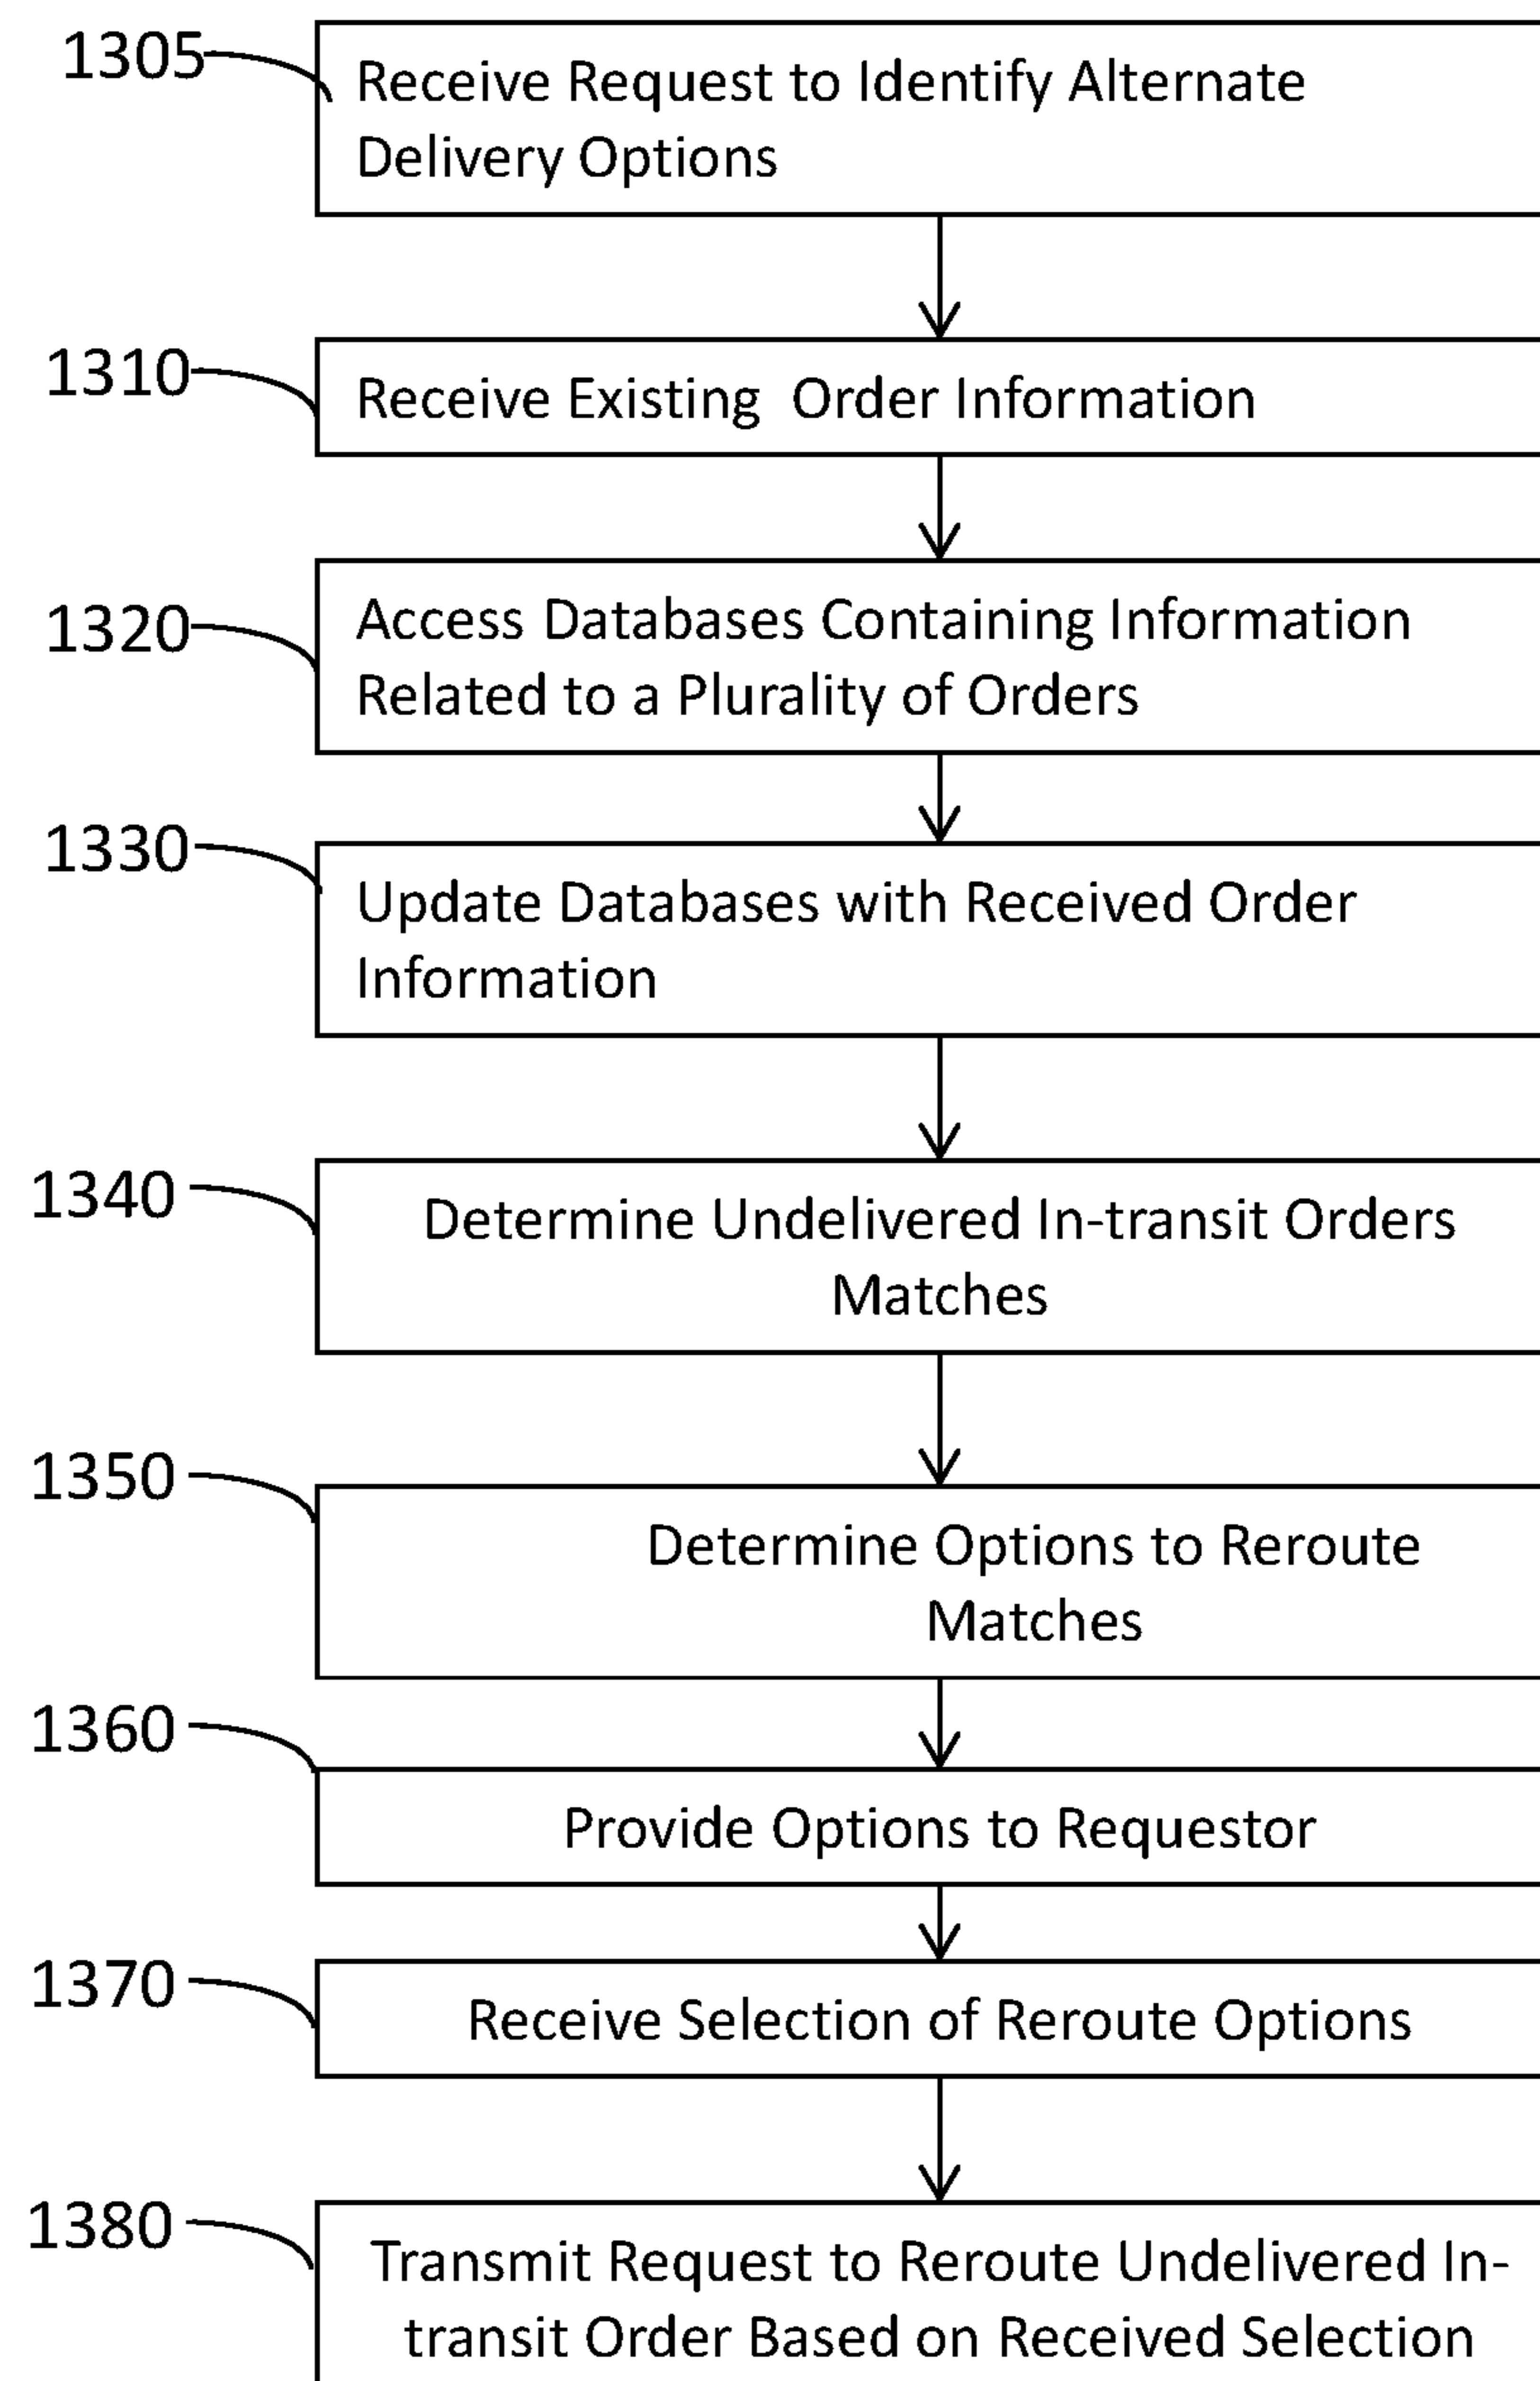 1305
Receive Request to Identify Alternate
Delivery Options
1310
Receive Existing Order Information
1320
Access Databases Containing Information
Related to a Plurality of Orders
1330
Update Databases with Received Order
Information
1340
Determine Undelivered In-transit Orders
Matches
1350
Determine Options to Reroute
Matches
1360
Provide Options to Requestor
1370
Receive Selection of Reroute Options
1380
Transmit Request to Reroute Undelivered In-
transit Order Based on Received Selection